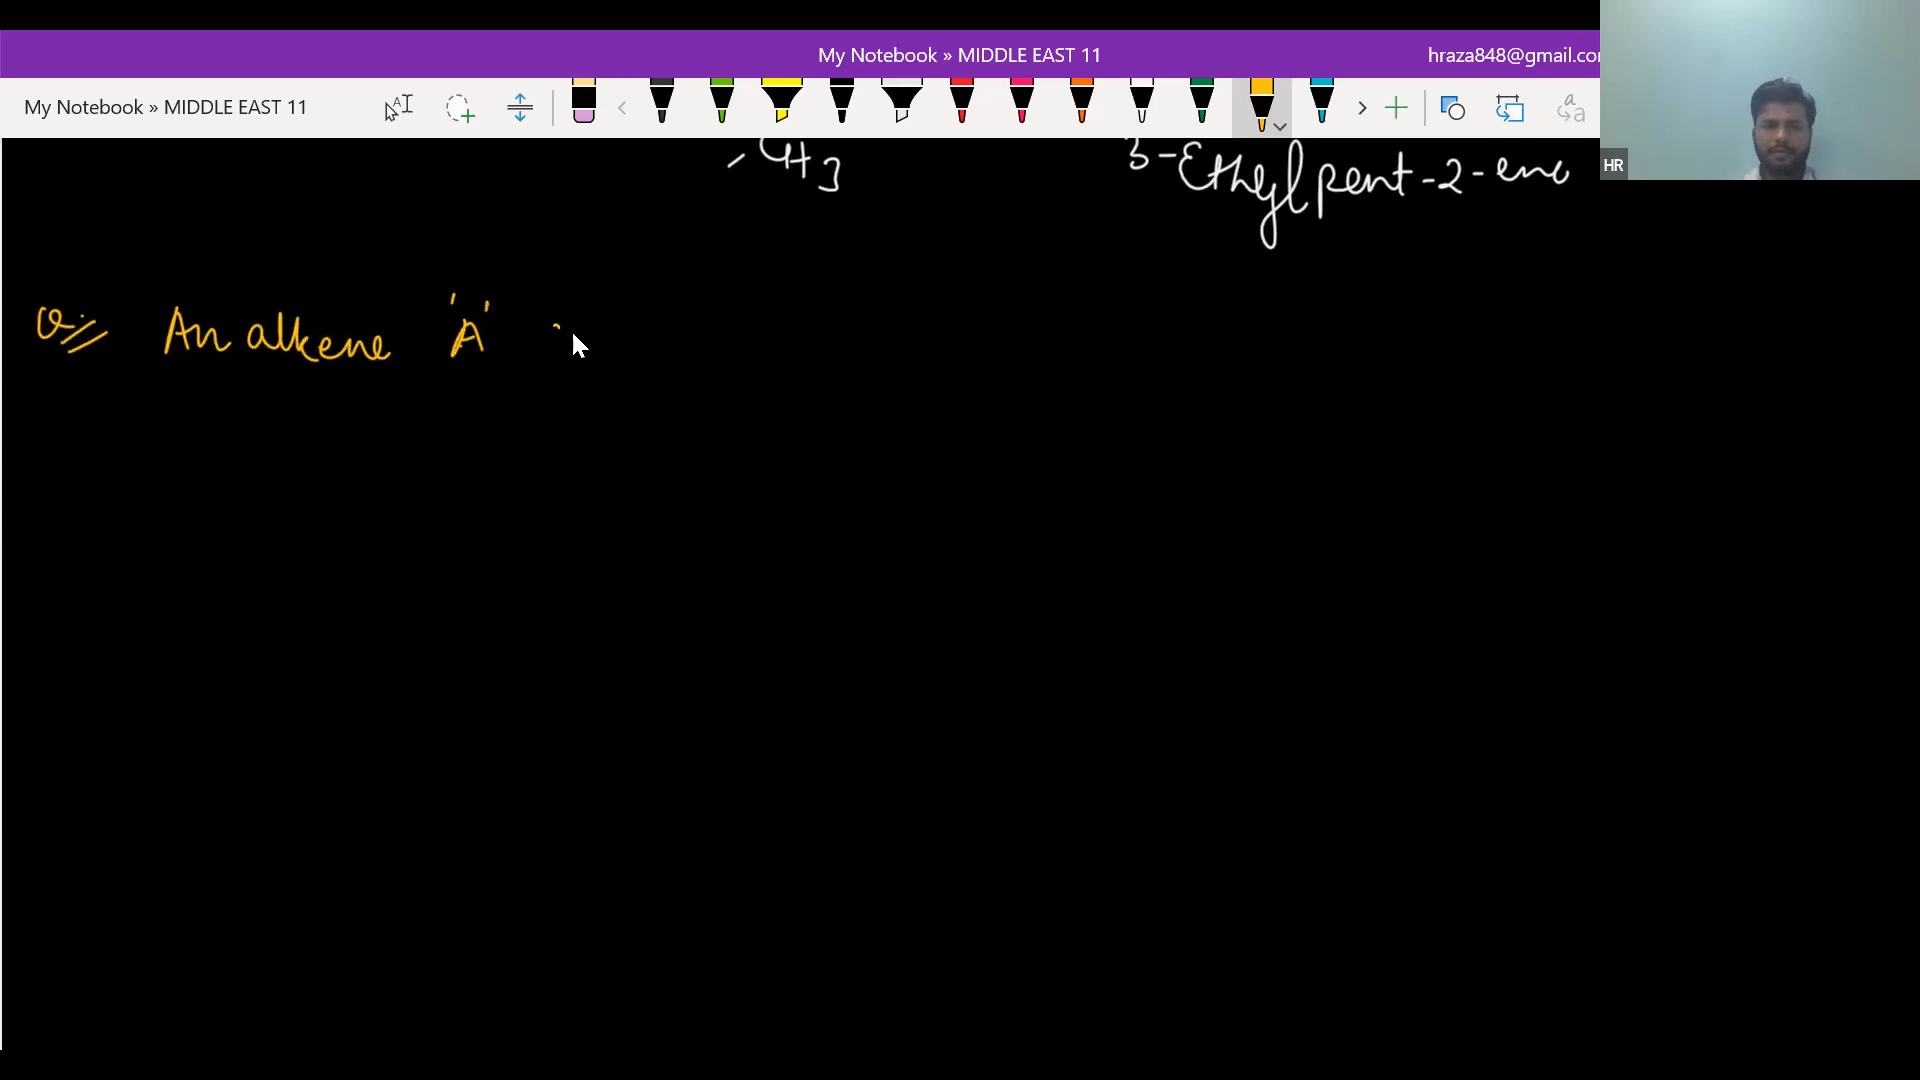 My Notebook » MIDDLE EAST 11
hraza848@gmail.co
My Notebook » MIDDLE EAST 11
HR
CH3
3-Ethylpent-2-ene
Q:
An alkene 'A'